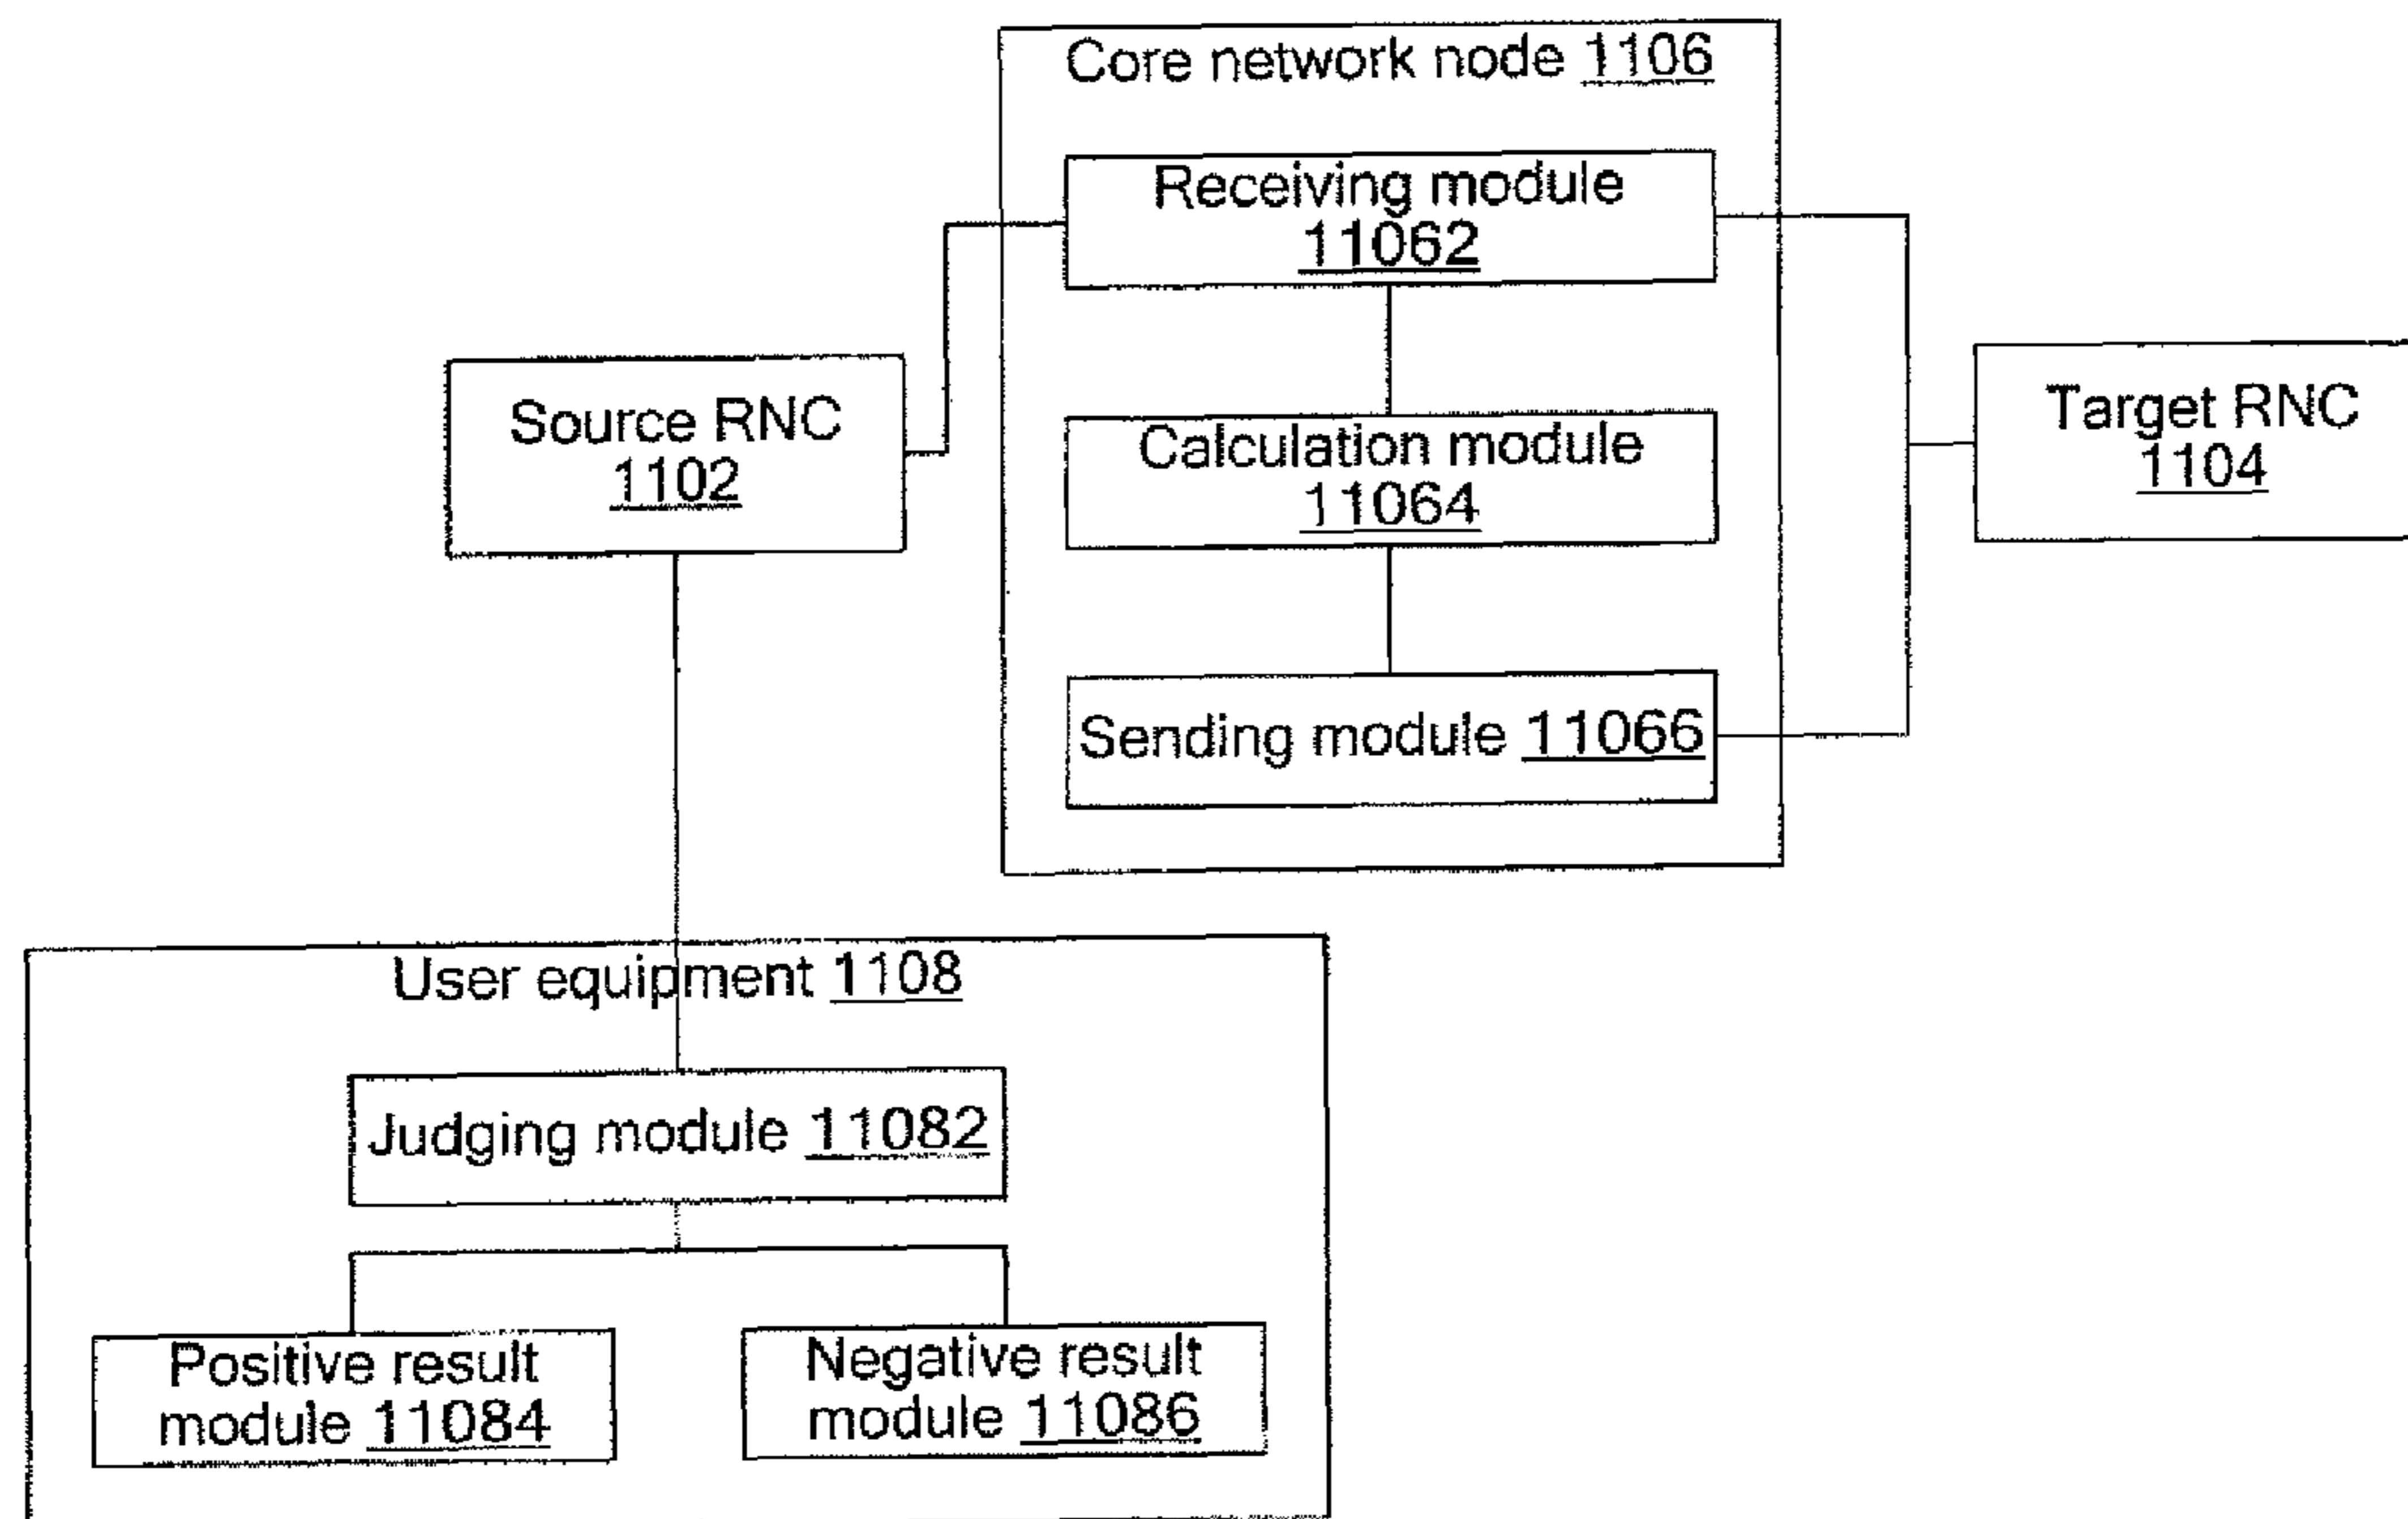 Core network node 1106
Receiving module
11062
Source RNC
1102
Calculation module
11064
Target RNC
1104
Sending module 11066
User equipment 1108
Judging module 11082
Positive result
module 11084
Negative result
module 11086